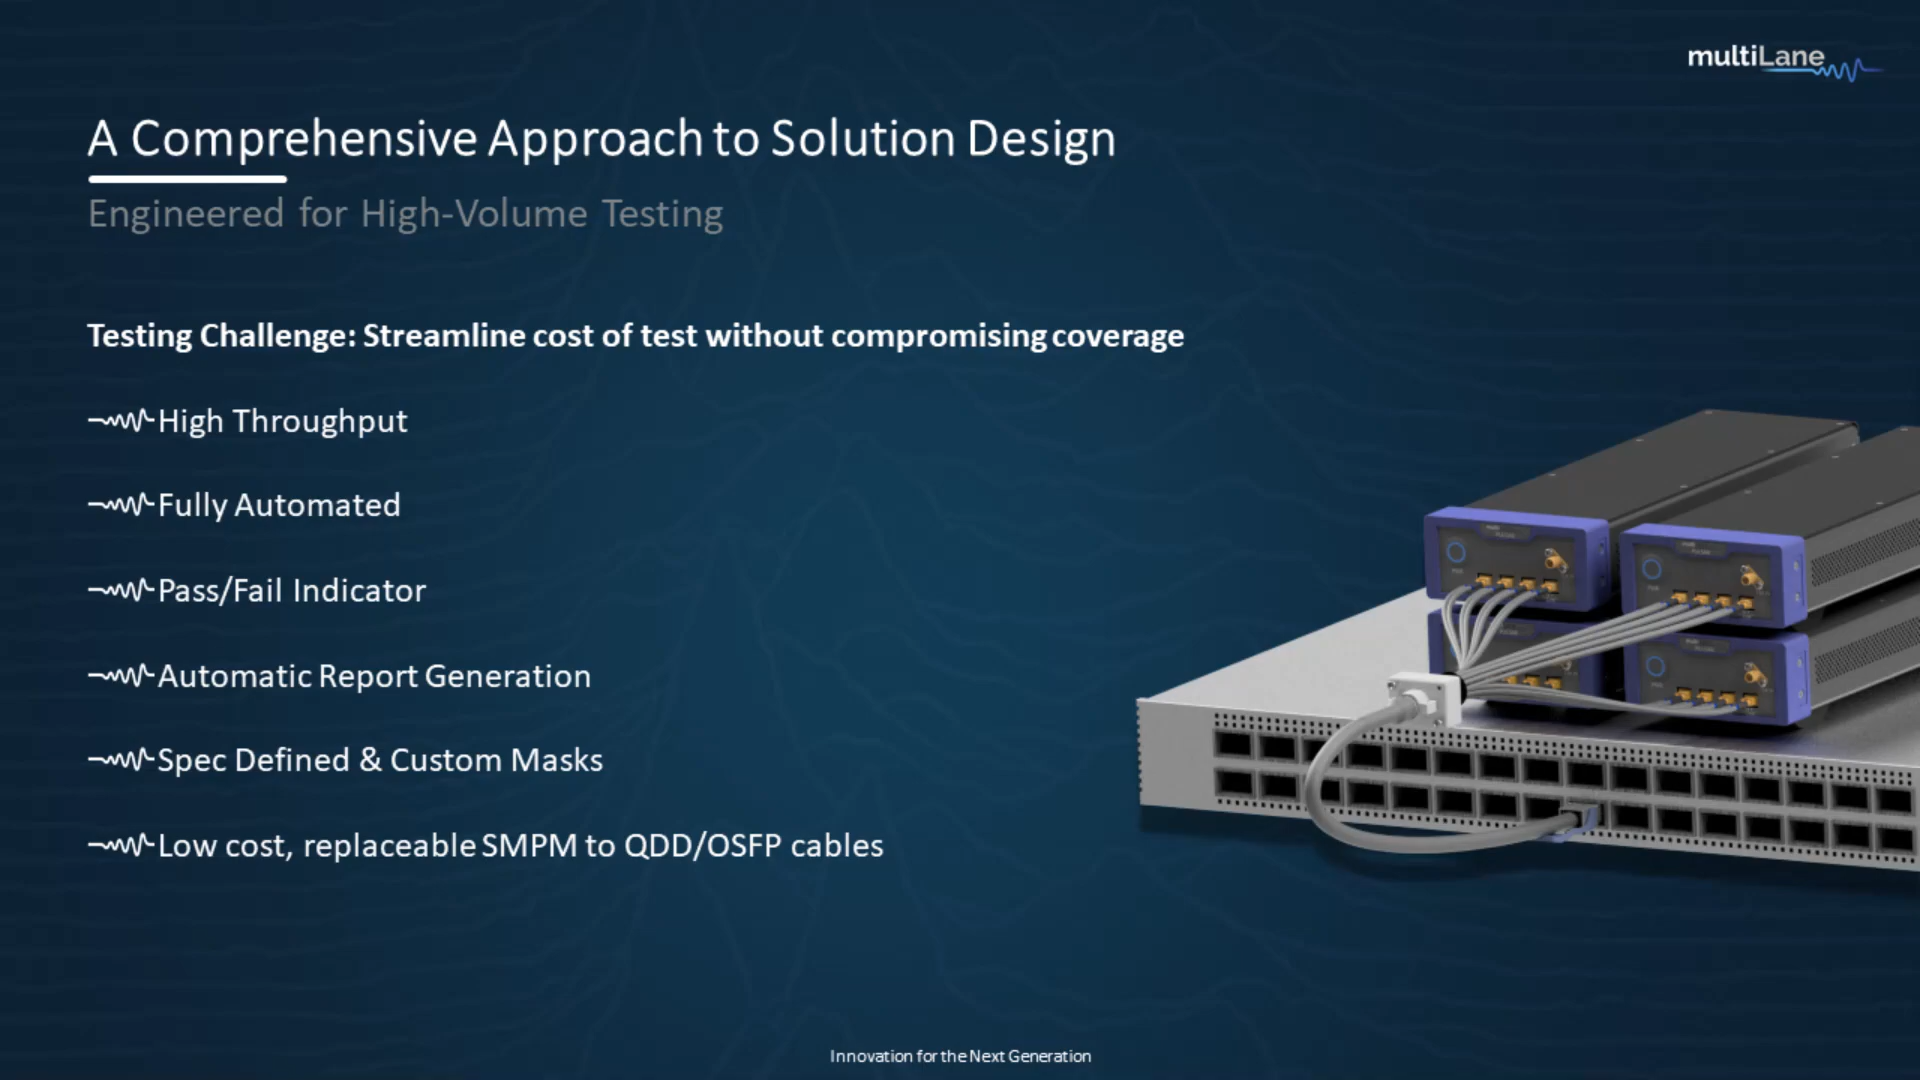 multiLane
A Comprehensive Approach to Solution Design
Engineered for High-Volume Testing
Testing Challenge: Streamline cost of test without compromising coverage
High Throughput
Fully Automated
Pass/Fail Indicator
Automatic Report Generation
Spec Defined & Custom Masks
Low cost, replaceable SMPM to QDD/OSFP cables
Innovation for the Next Generation